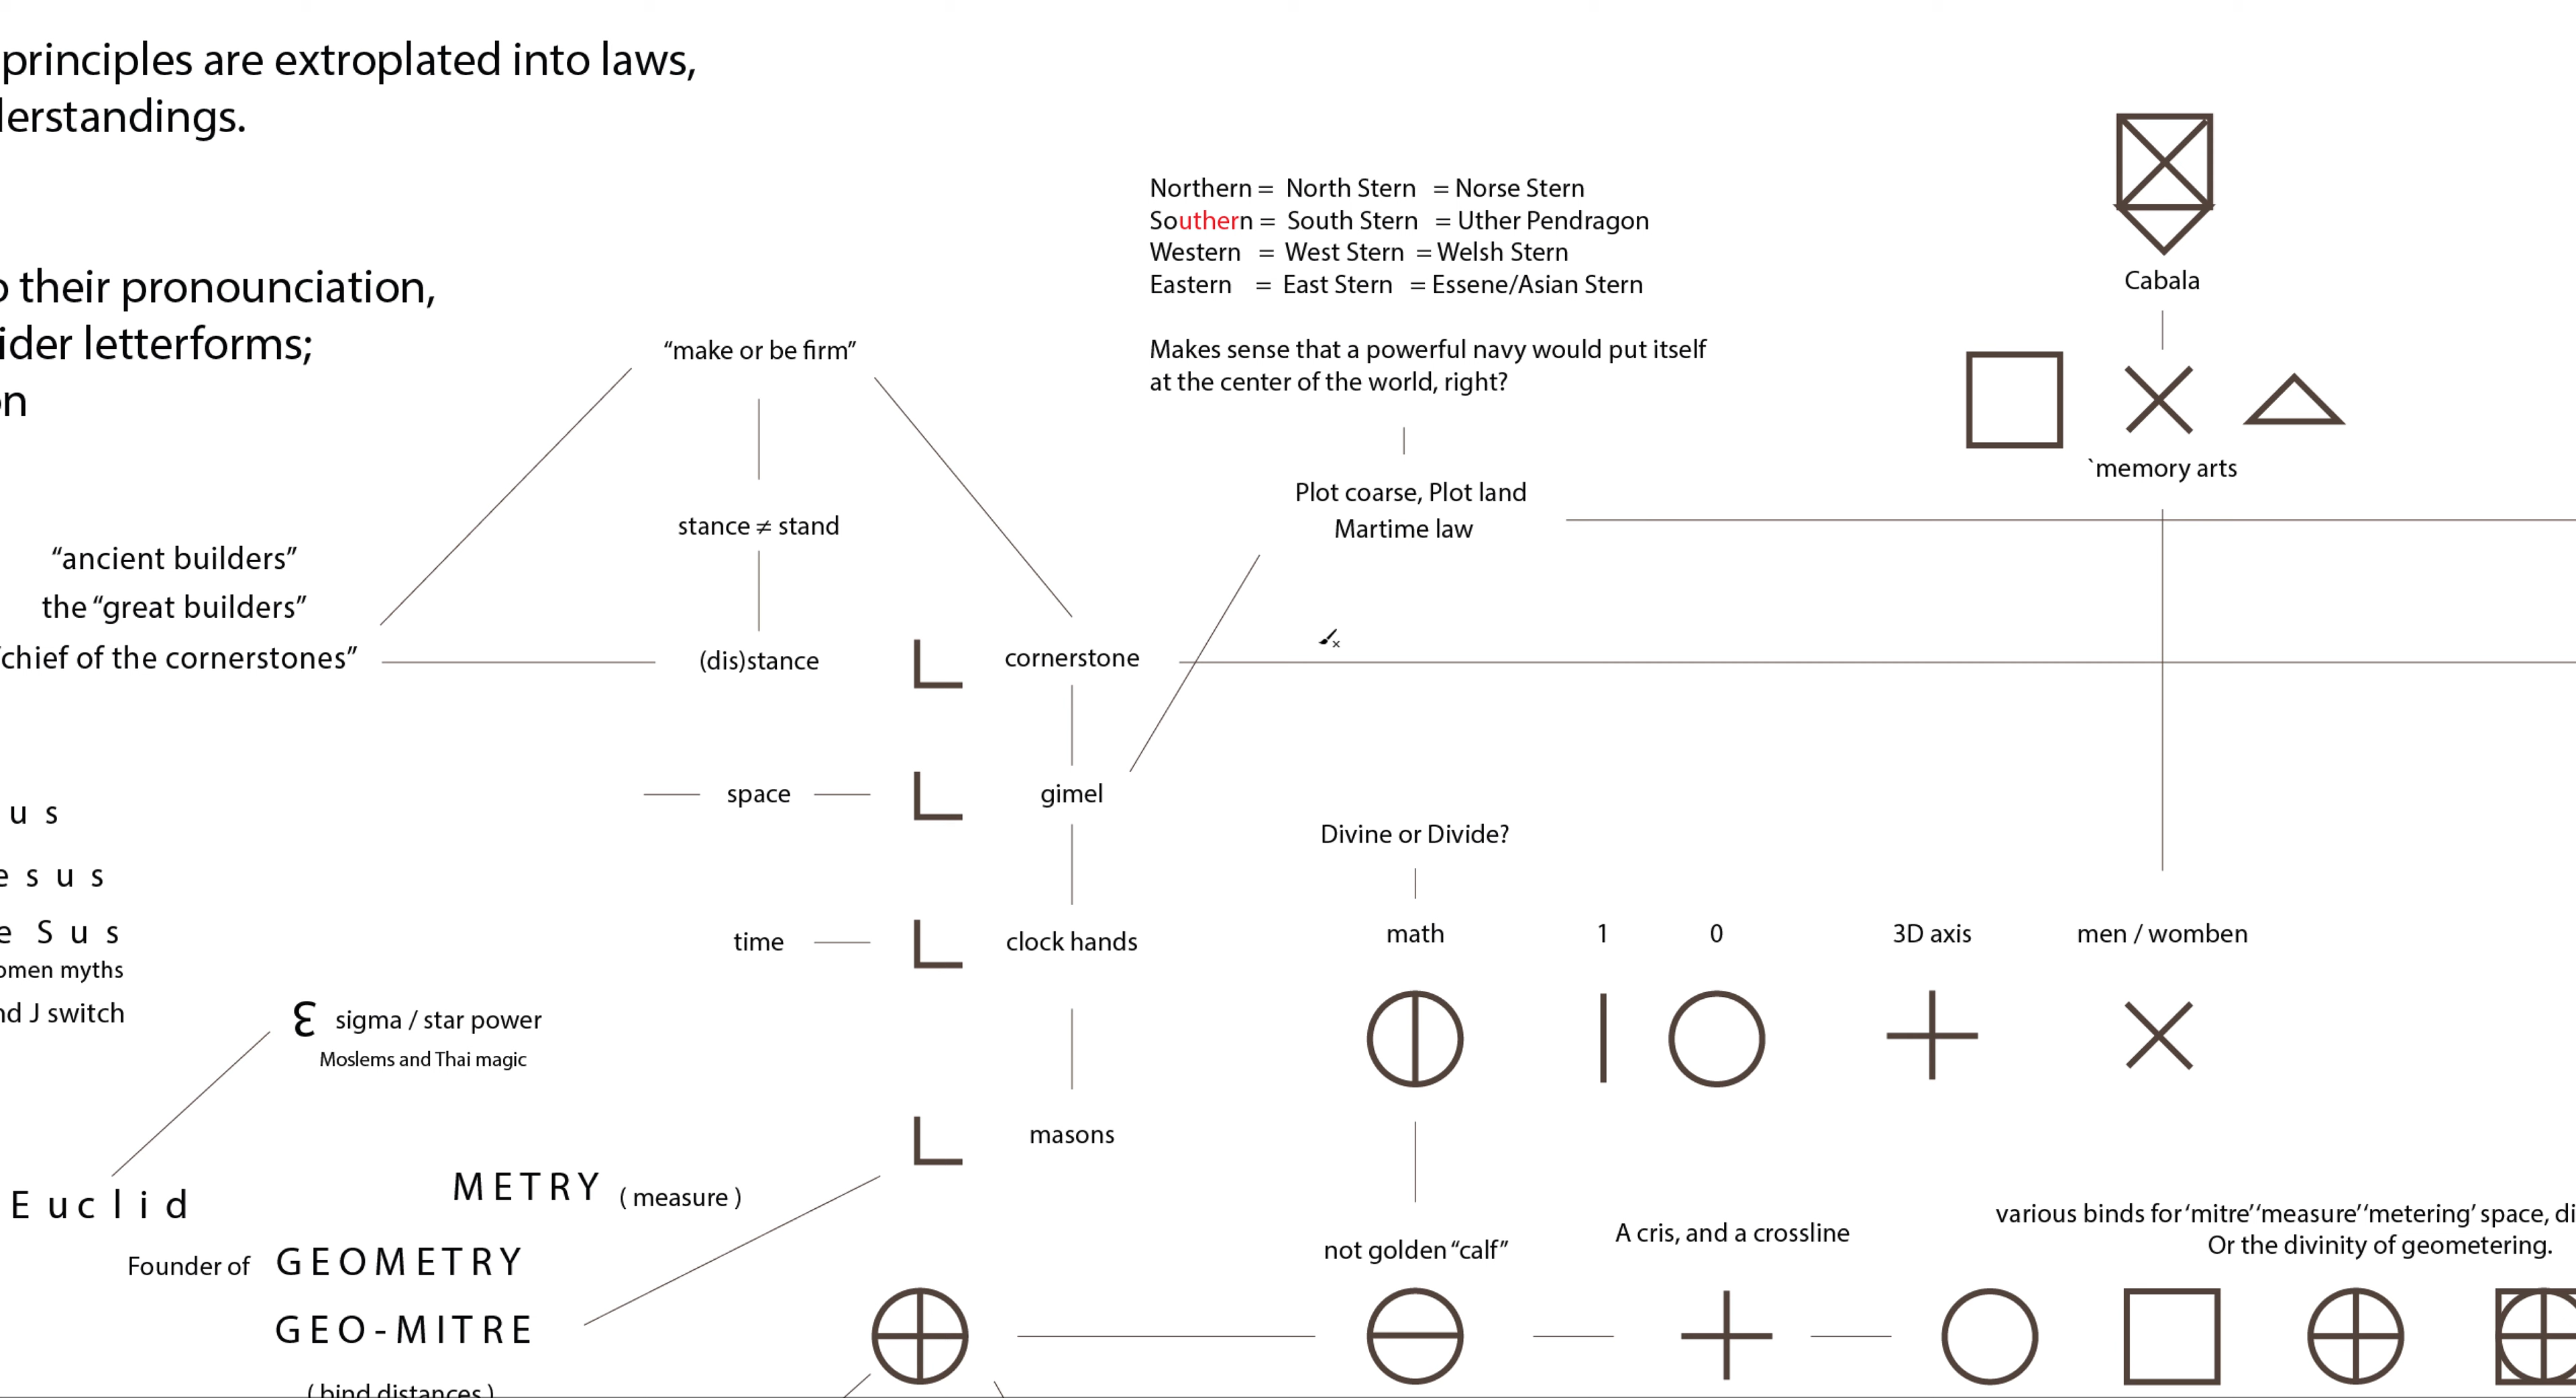 principles are extroplated into laws,
lerstandings.
Northern = North Stern = Norse Stern
Southern = South Stern = Uther Pendragon
Western = West Stern = Welsh Stern
Eastern = East Stern = Essene/Asian Stern
Makes sense that a powerful navy would put itself
at the center of the world, right?
Cabala
`memory arts
o their pronounciation,
ider letterforms;
on
“make or be firm”
stance ≠ stand
Plot coarse, Plot land
Martime law
“ancient builders”
the “great builders”
“chief of the cornerstones”
(dis)stance
cornerstone
space
gimel
time
clock hands
masons
u s
e s u s
e S u s
omen myths
nd J switch
Ɛ sigma / star power
Moslems and Thai magic
Divine or Divide?
math
1
0
3D axis
men / womben
E u c l i d
METRY ( measure )
Founder of GEOMETRY
GEO-MITRE
( bind distances )
not golden “calf”
A cris, and a crossline
various binds for ‘mitre’ ‘measure’ ‘metering’ space, di
Or the divinity of geometering.